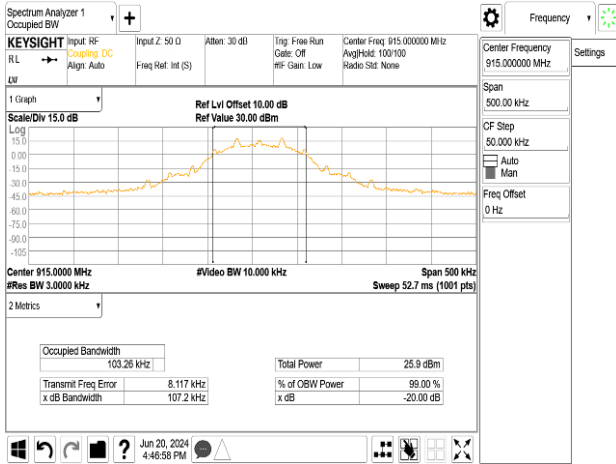 Spectrum Analyzer 1
Occupied BW
Frequency
KEYSIGHT
Input: RF
Coupling: DC
Align: Auto
Input Z: 50 Ω
Freq Ref: Int (S)
Atten: 30 dB
Trig: Free Run
Gate: Off
#IF Gain: Low
Center Freq: 915.000000 MHz
Avg|Hold: 100/100
Radio Std: None
RL
LXI
Center Frequency
915.000000 MHz
Settings
Span
500.00 kHz
CF Step
50.000 kHz
Auto
Man
Freq Offset
0 Hz
1 Graph
Scale/Div 15.0 dB
Ref Lvl Offset 10.00 dB
Ref Value 30.00 dBm
Log
15.0
0.00
-15.0
-30.0
-45.0
-60.0
-75.0
-90.0
-105
Center 915.0000 MHz
#Video BW 10.000 kHz
Span 500 kHz
#Res BW 3.0000 kHz
Sweep 52.7 ms (1001 pts)
2 Metrics
Occupied Bandwidth
103.26 kHz
Total Power 25.9 dBm
Transmit Freq Error 8.117 kHz
% of OBW Power 99.00 %
x dB Bandwidth 107.2 kHz
x dB -20.00 dB
?
Jun 20, 2024
4:46:58 PM